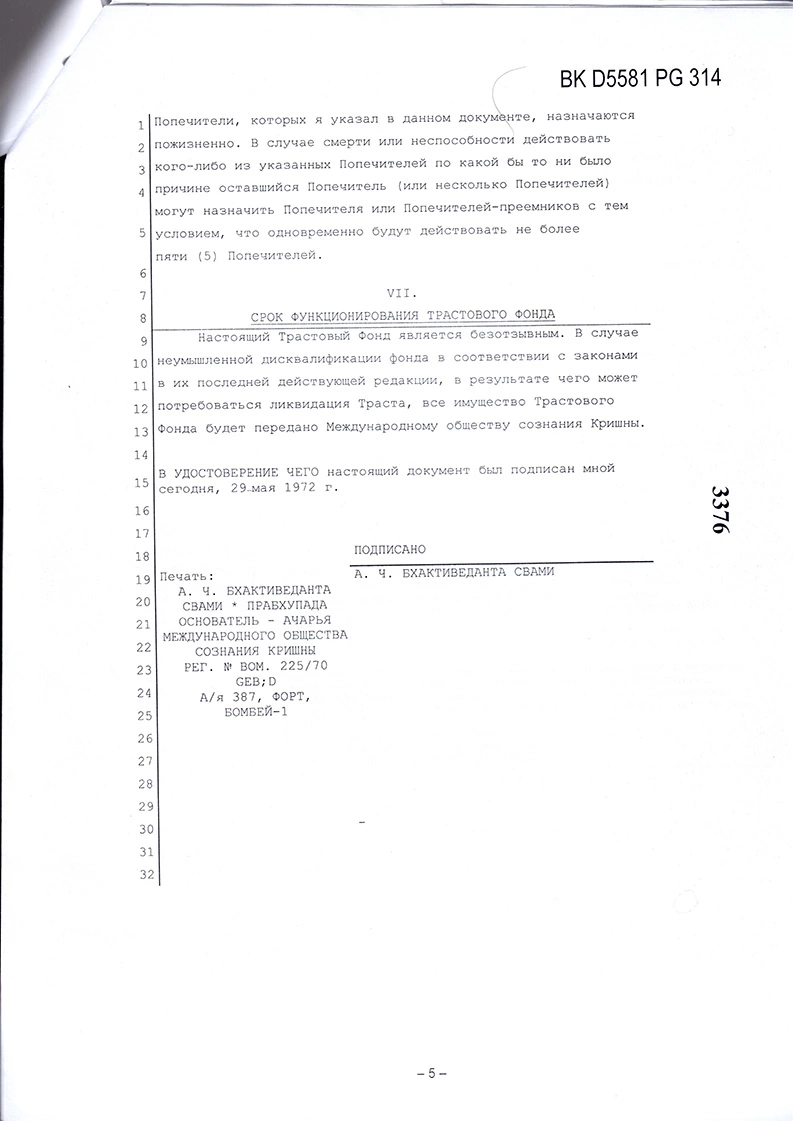 BK D5581 PG 314
1 Попечители, которых я указал в данном документе, назначаются
2 пожизненно. В случае смерти или неспособности действовать
3 кого-либо из указанных Попечителей по какой бы то ни было
4 причине оставшийся Попечитель (или несколько Попечителей)
могут назначить Попечителя или Попечителей-преемников с тем
5 условием, что одновременно будут действовать не более
пяти (5) Попечителей.
6
7 VII.
8 СРОК ФУНКЦИОНИРОВАНИЯ ТРАСТОВОГО ФОНДА
9 Настоящий Трастовый Фонд является безотзывным. В случае
10 неумышленной дисквалификации фонда в соответствии с законами
11 в их последней действующей редакции, в результате чего может
12 потребоваться ликвидация Траста, все имущество Трастового
13 Фонда будет передано Международному обществу сознания Кришны.
14
В УДОСТОВЕРЕНИЕ ЧЕГО настоящий документ был подписан мной
15 сегодня, 29 мая 1972 г.
3376
16
17
18 ПОДПИСАНО
19 Печать: А. Ч. БХАКТИВЕДАНТА СВАМИ
А. Ч. БХАКТИВЕДАНТА
20 СВАМИ * ПРАБХУПАДА
21 ОСНОВАТЕЛЬ - АЧАРЬЯ
МЕЖДУНАРОДНОГО ОБЩЕСТВА
22 СОЗНАНИЯ КРИШНЫ
23 РЕГ. № BOM. 225/70
GEB;D
24 А/я 387, ФОРТ,
25 БОМБЕЙ-1
26
27
28
29
30
31
32
– 5 –